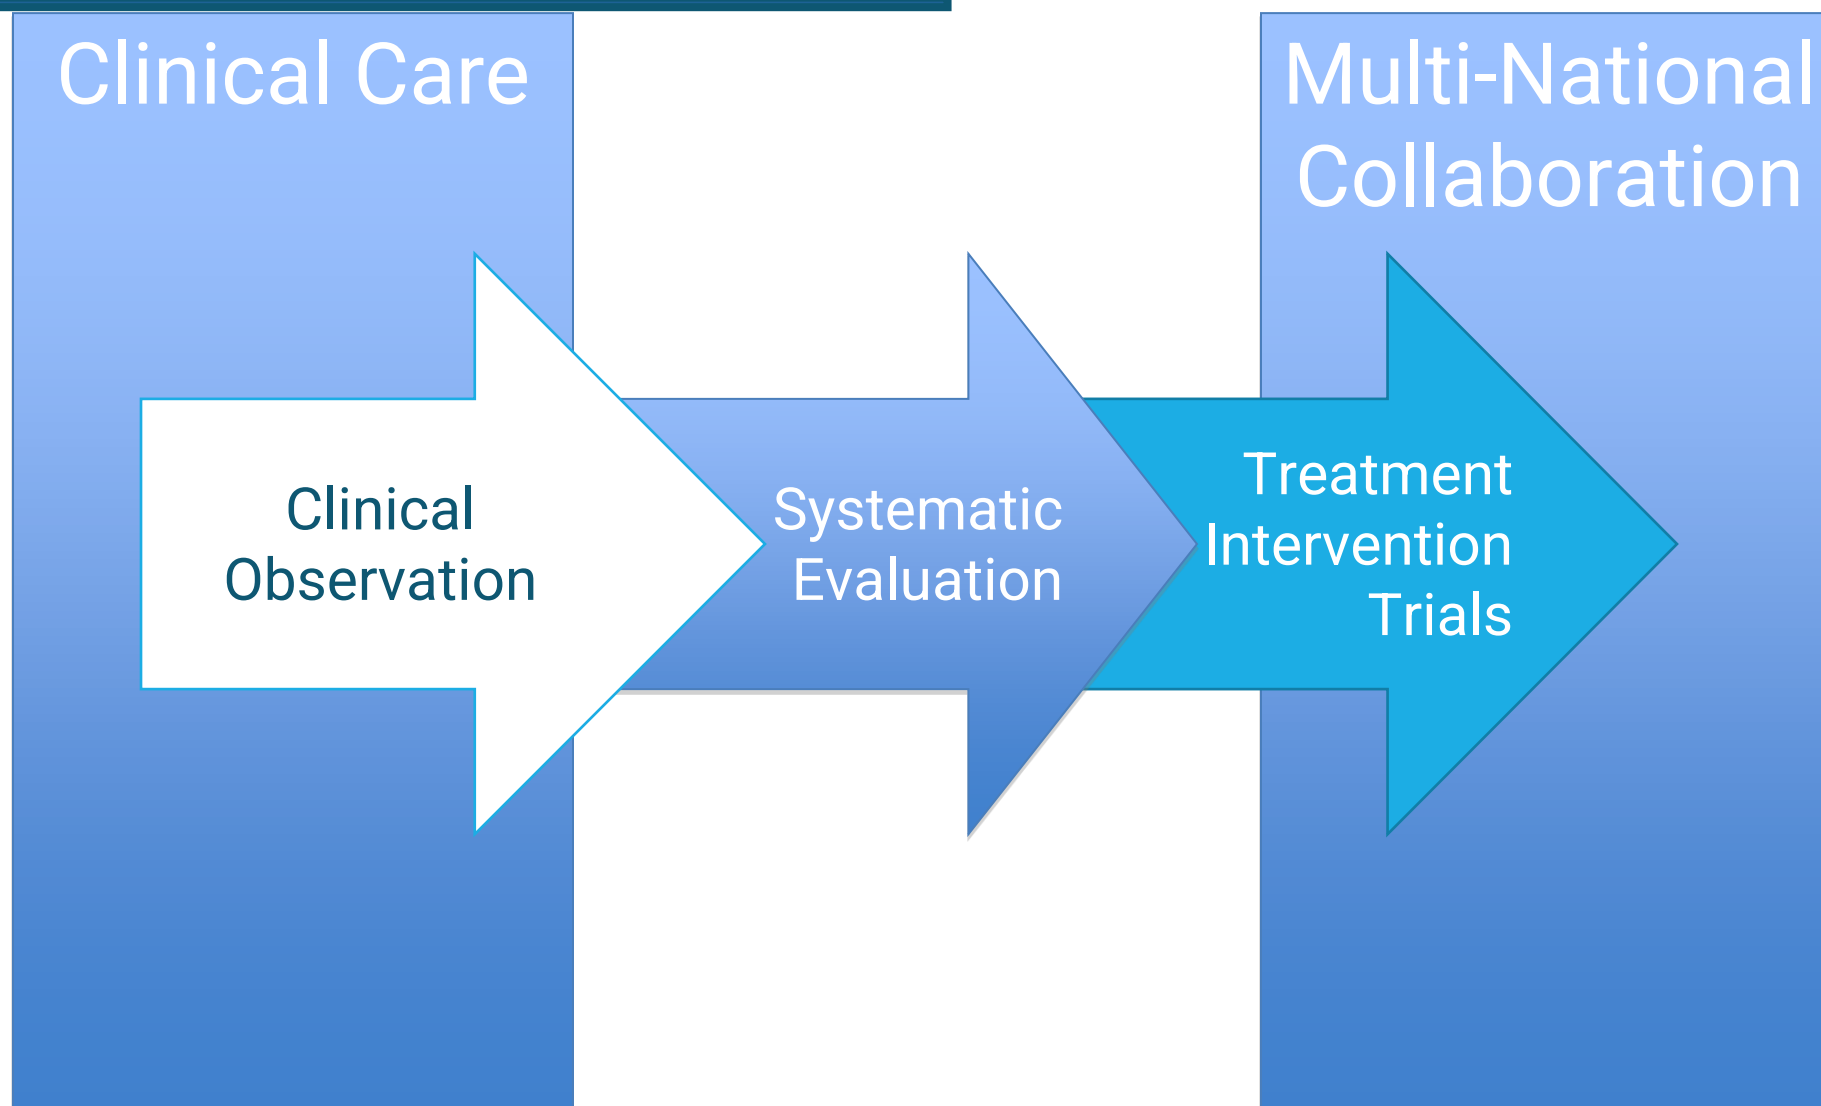 Clinical Care
Multi-National
Collaboration
Clinical
Observation
Systematic
Evaluation
Treatment
Intervention
Trials